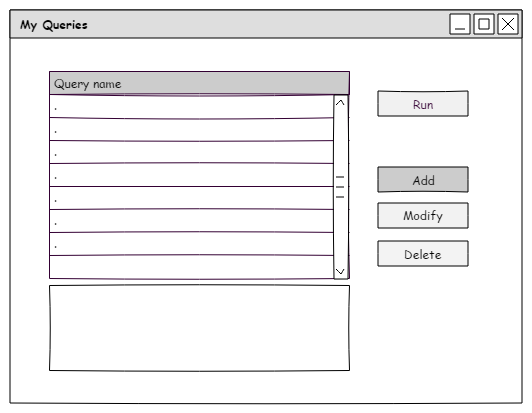 My Queries
Query name
.
.
.
.
.
.
.
Run
Add
Modify
Delete